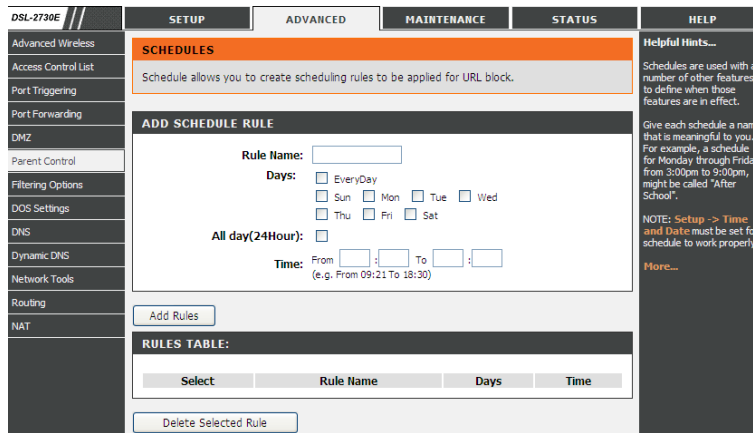 DSL-2730E
SETUP ADVANCED MAINTENANCE STATUS HELP
Advanced Wireless
Access Control List
Port Triggering
Port Forwarding
DMZ
Parent Control
Filtering Options
DOS Settings
DNS
Dynamic DNS
Network Tools
Routing
NAT
SCHEDULES
Schedule allows you to create scheduling rules to be applied for URL block.
ADD SCHEDULE RULE
Rule Name:
Days:
EveryDay
Sun Mon Tue Wed
Thu Fri Sat
All day(24Hour):
Time: From : To :
(e.g. From 09:21 To 18:30)
Add Rules
RULES TABLE:
Select Rule Name Days Time
Delete Selected Rule
Helpful Hints...
Schedules are used with a
number of other features
to define when those
features are in effect.
Give each schedule a nam
that is meaningful to you.
For example, a schedule
for Monday through Frida
from 3:00pm to 9:00pm,
might be called "After
School".
NOTE: Setup -> Time
and Date must be set fo
schedule to work properly
More...